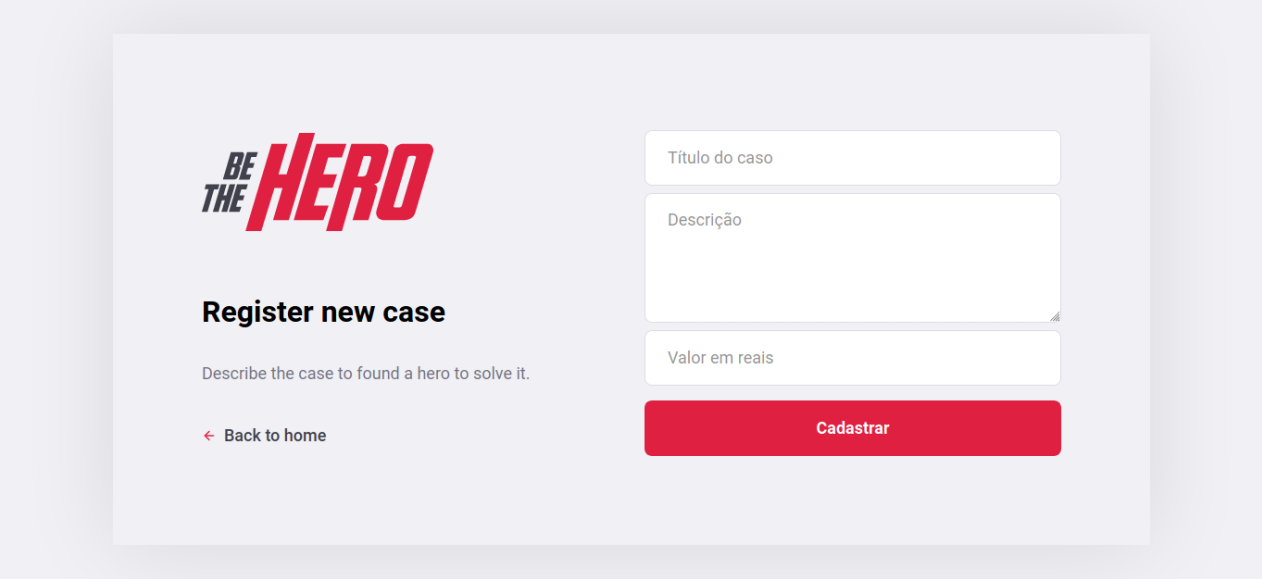 BE
THE HERO
Register new case
Describe the case to found a hero to solve it.
Back to home
Título do caso
Descrição
Valor em reais
Cadastrar